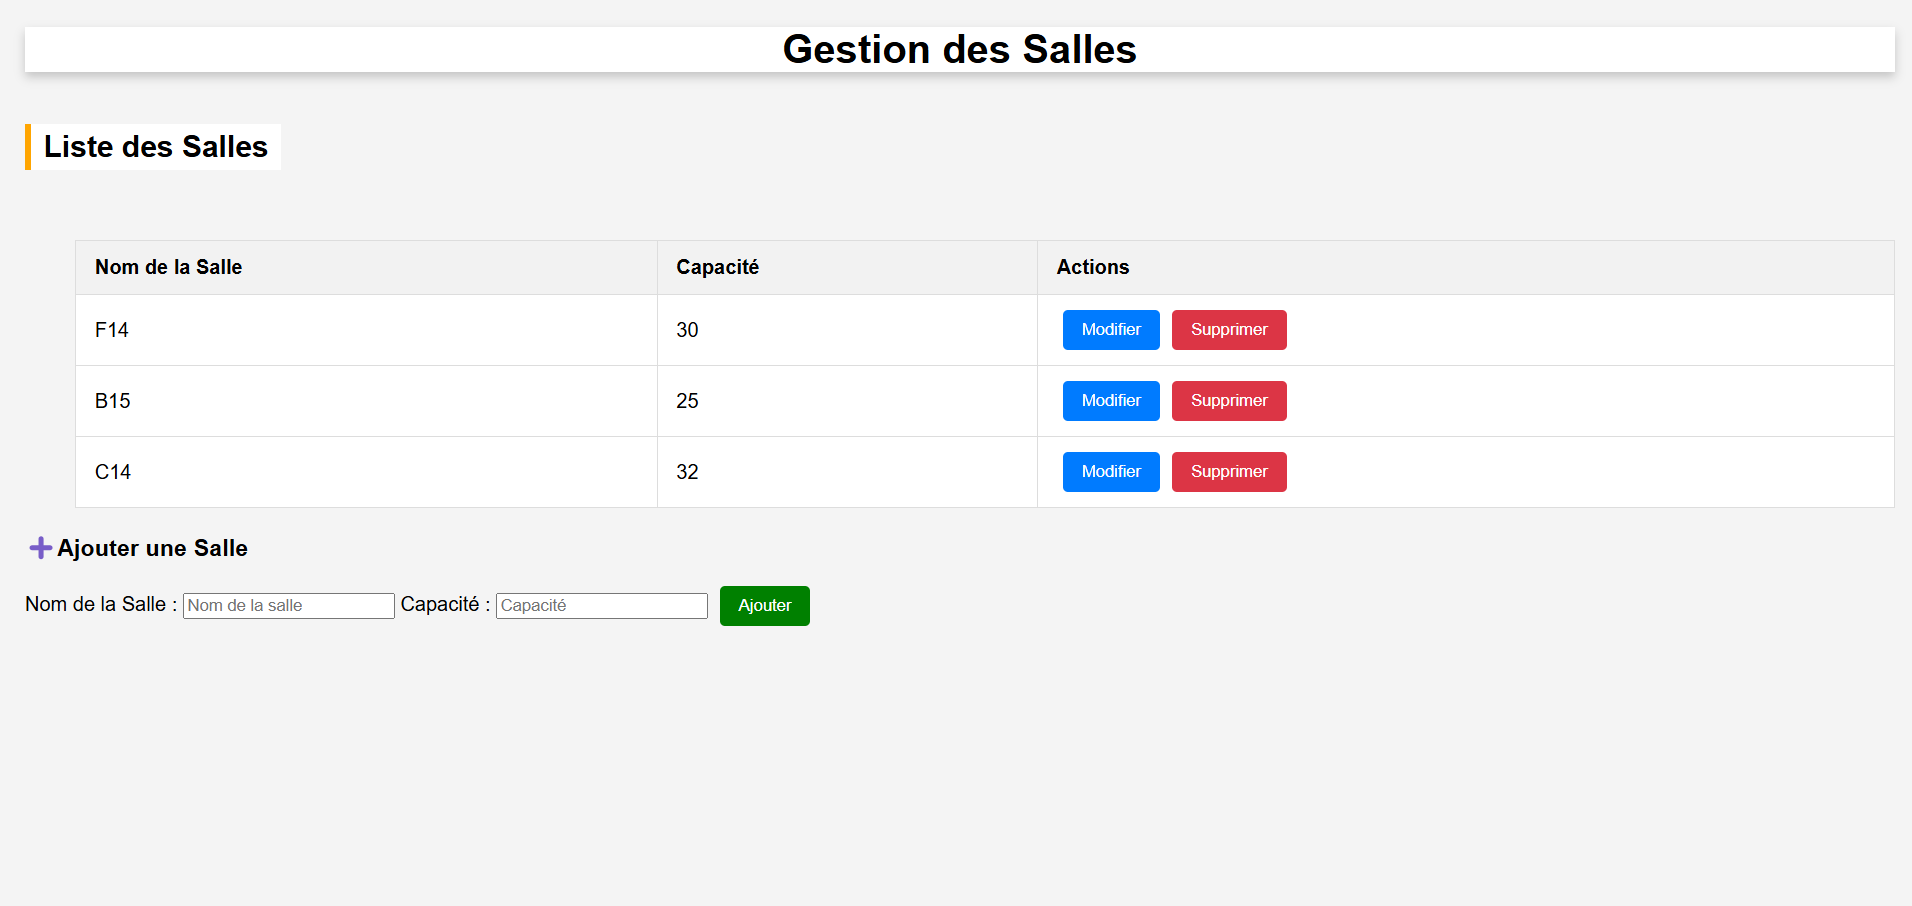 Gestion des Salles
Liste des Salles
Nom de la Salle Capacité Actions
F14 30 Modifier Supprimer
B15 25 Modifier Supprimer
C14 32 Modifier Supprimer
➕ Ajouter une Salle
Nom de la Salle : Nom de la salle Capacité : Capacité Ajouter